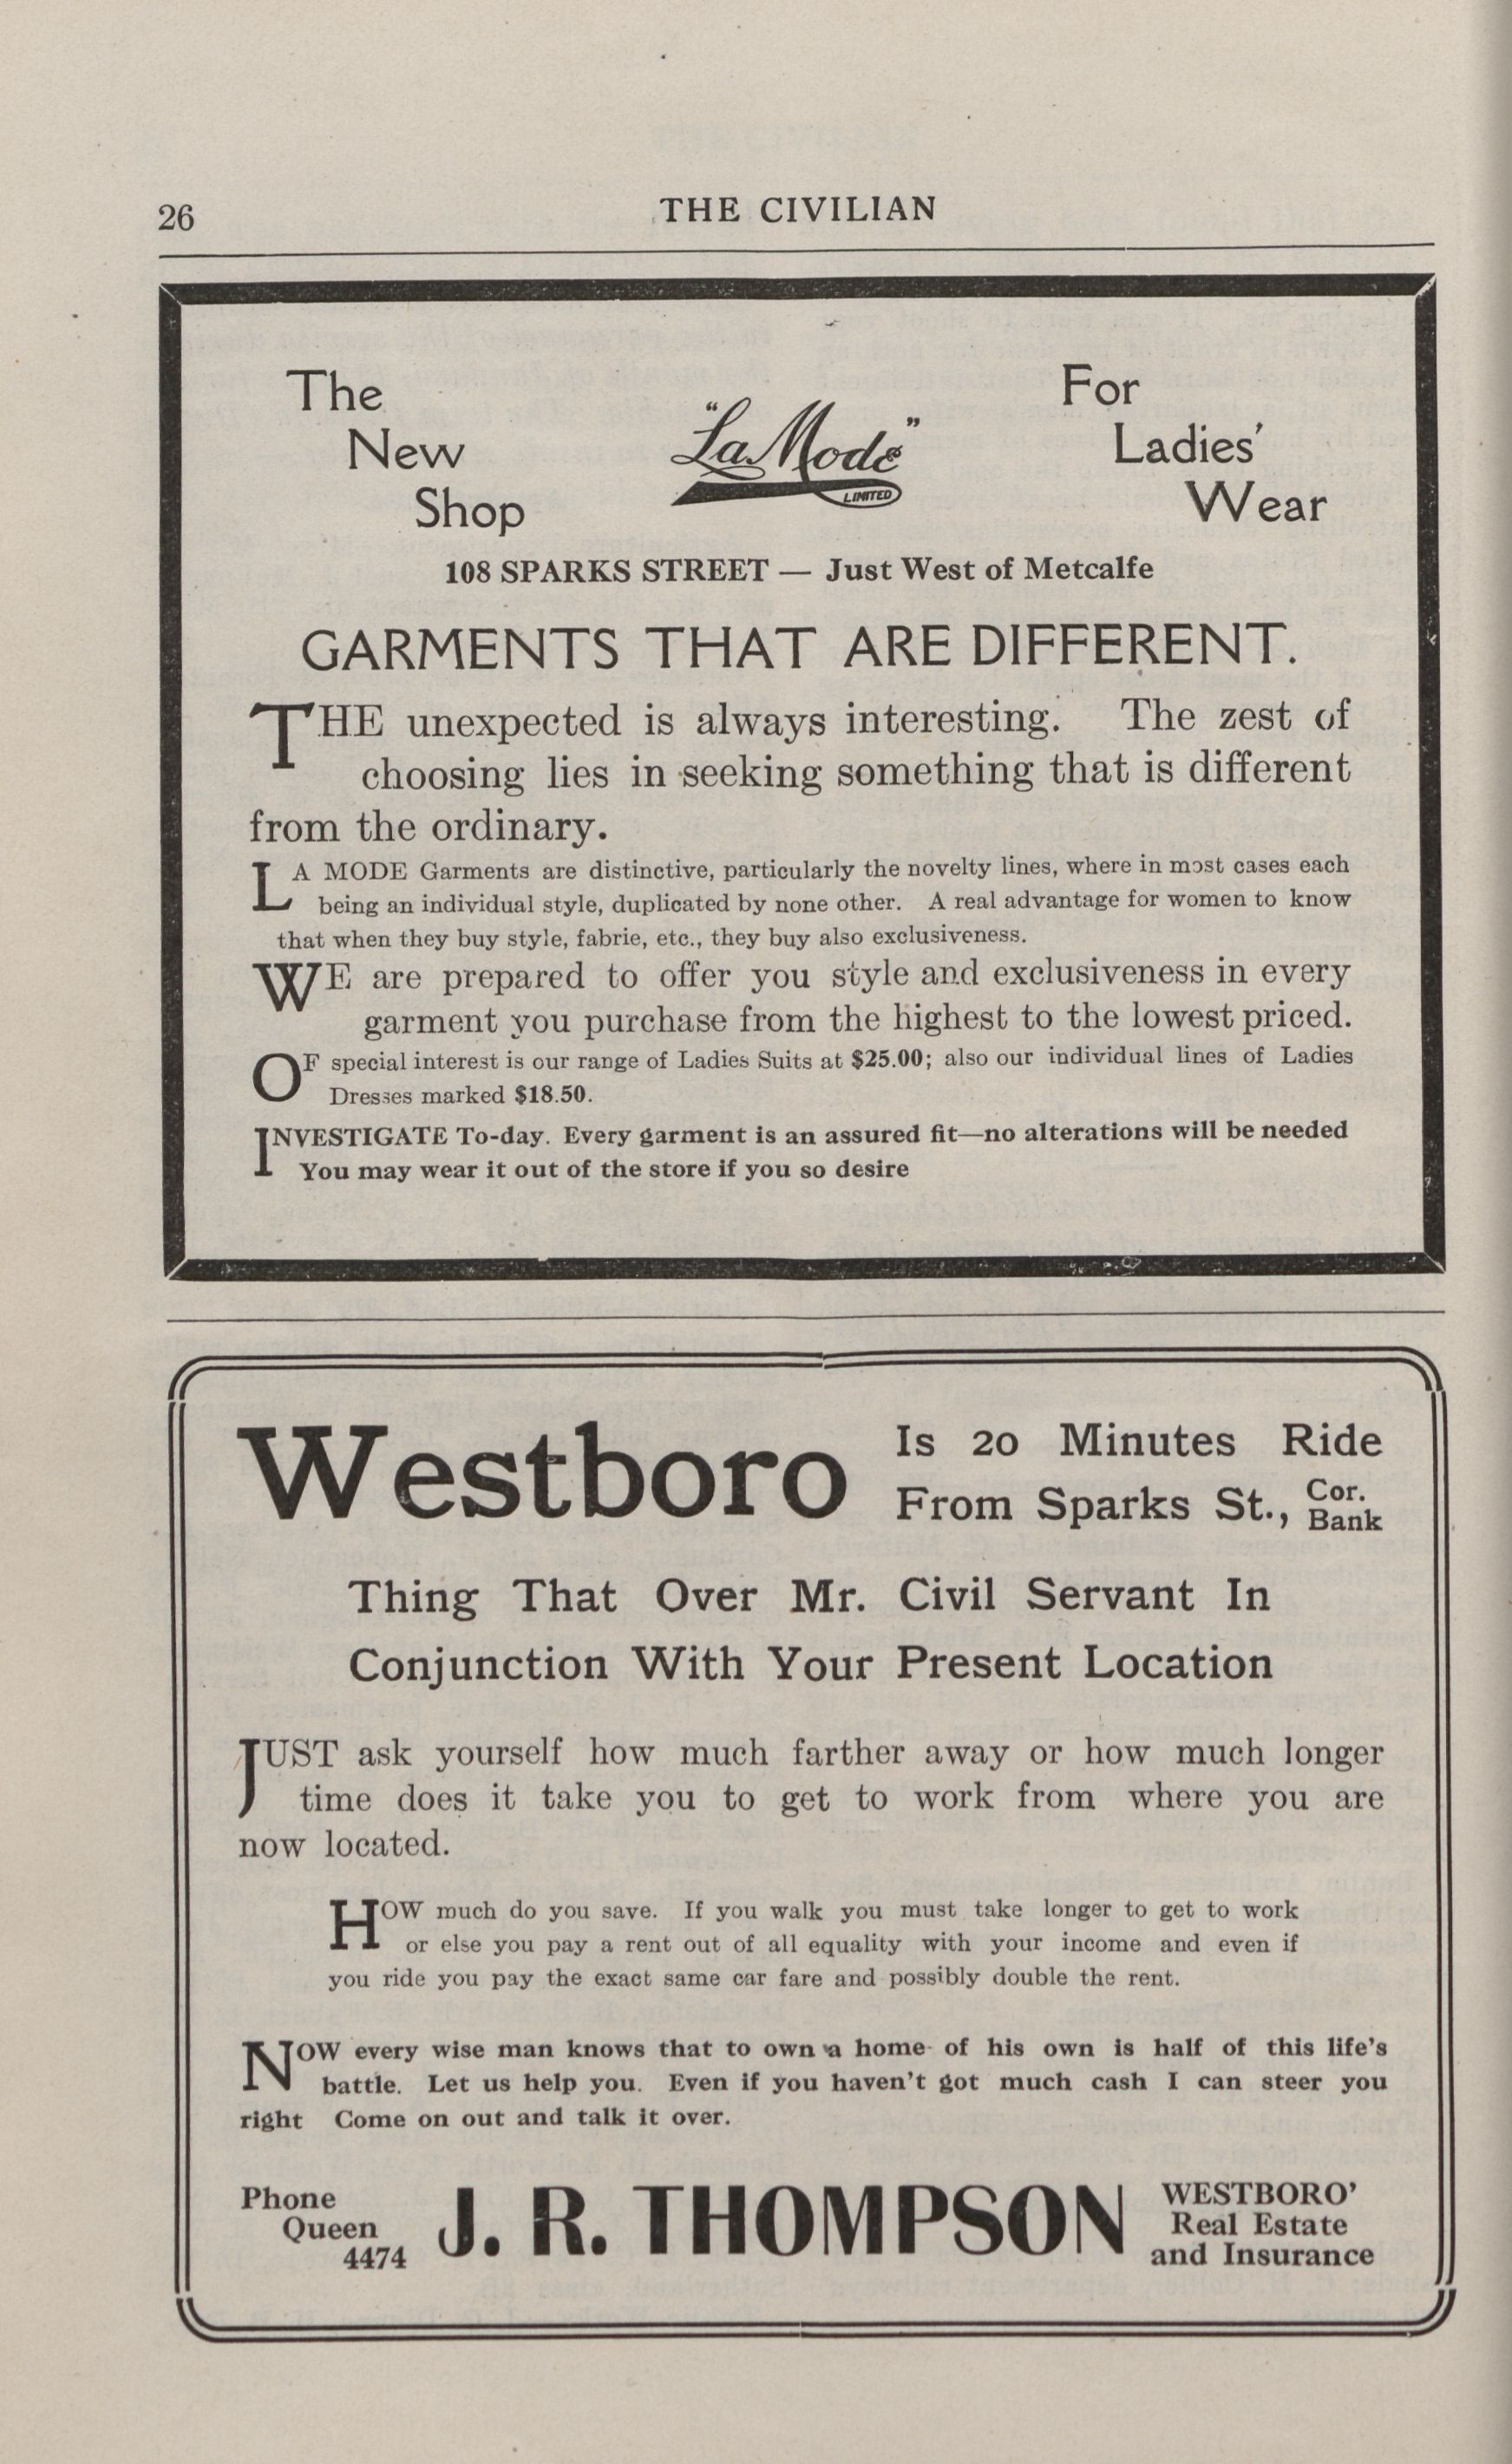 26
THE CIVILIAN
The
New
Shop
"La Mode"
LIMITED
For
Ladies'
Wear
108 SPARKS STREET — Just West of Metcalfe
GARMENTS THAT ARE DIFFERENT.
THE unexpected is always interesting. The zest of
choosing lies in seeking something that is different
from the ordinary.
LA MODE Garments are distinctive, particularly the novelty lines, where in most cases each
being an individual style, duplicated by none other. A real advantage for women to know
that when they buy style, fabrie, etc., they buy also exclusiveness.
WE are prepared to offer you style and exclusiveness in every
garment you purchase from the highest to the lowest priced.
OF special interest is our range of Ladies Suits at $25.00; also our individual lines of Ladies
Dresses marked $18.50.
INVESTIGATE To-day. Every garment is an assured fit—no alterations will be needed
You may wear it out of the store if you so desire
Westboro
Is 20 Minutes Ride
From Sparks St., Cor. Bank
Thing That Over Mr. Civil Servant In
Conjunction With Your Present Location
JUST ask yourself how much farther away or how much longer
time does it take you to get to work from where you are
now located.
HOW much do you save. If you walk you must take longer to get to work
or else you pay a rent out of all equality with your income and even if
you ride you pay the exact same car fare and possibly double the rent.
NOW every wise man knows that to own a home of his own is half of this life's
battle. Let us help you. Even if you haven't got much cash I can steer you
right Come on out and talk it over.
Phone
Queen
4474
J. R. THOMPSON
WESTBORO'
Real Estate
and Insurance